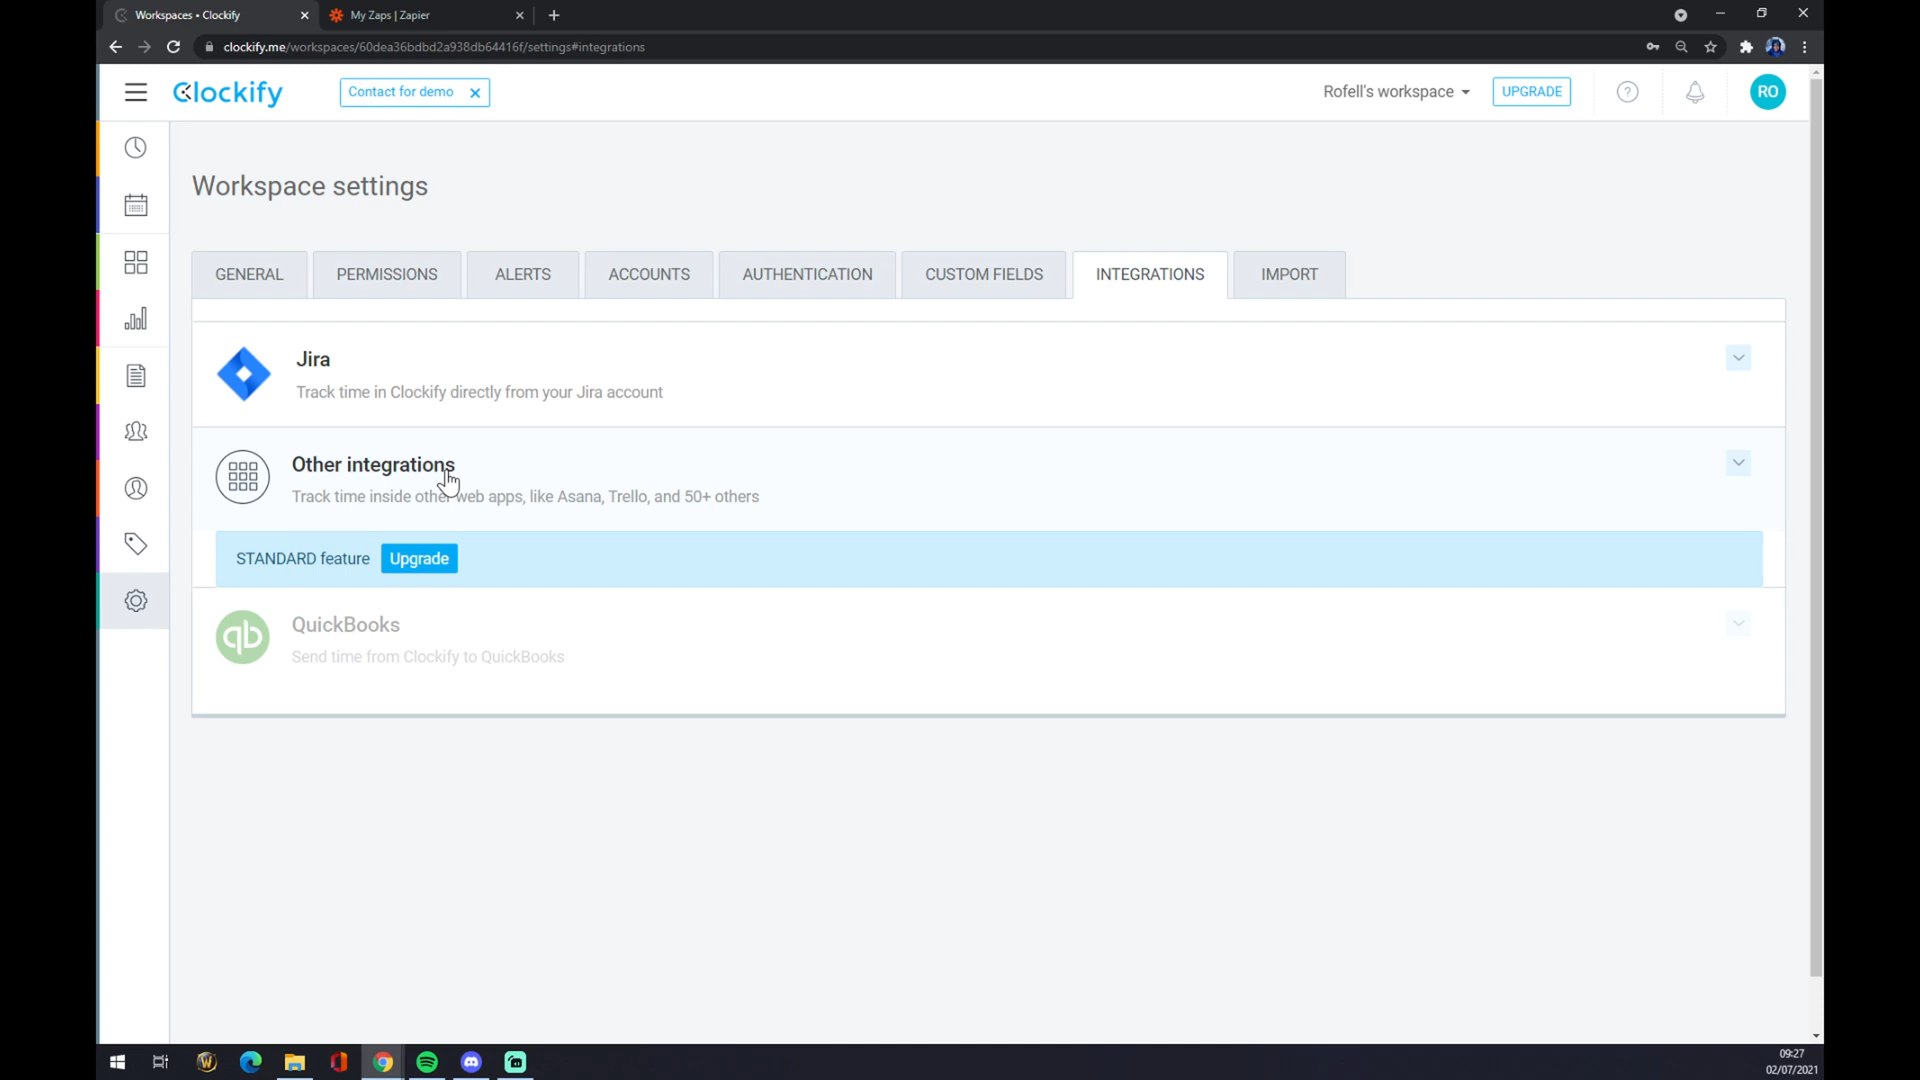 Workspaces • Clockify
My Zaps | Zapier
clockify.me/workspaces/60dea36bdbd2a938db64416f/settings#integrations
Clockify
Contact for demo
Rofell's workspace
UPGRADE
RO
Workspace settings
GENERAL
PERMISSIONS
ALERTS
ACCOUNTS
AUTHENTICATION
CUSTOM FIELDS
INTEGRATIONS
IMPORT
Jira
Track time in Clockify directly from your Jira account
Other integrations
Track time inside other web apps, like Asana, Trello, and 50+ others
STANDARD feature
Upgrade
qb
QuickBooks
Send time from Clockify to QuickBooks
09:27
02/07/2021